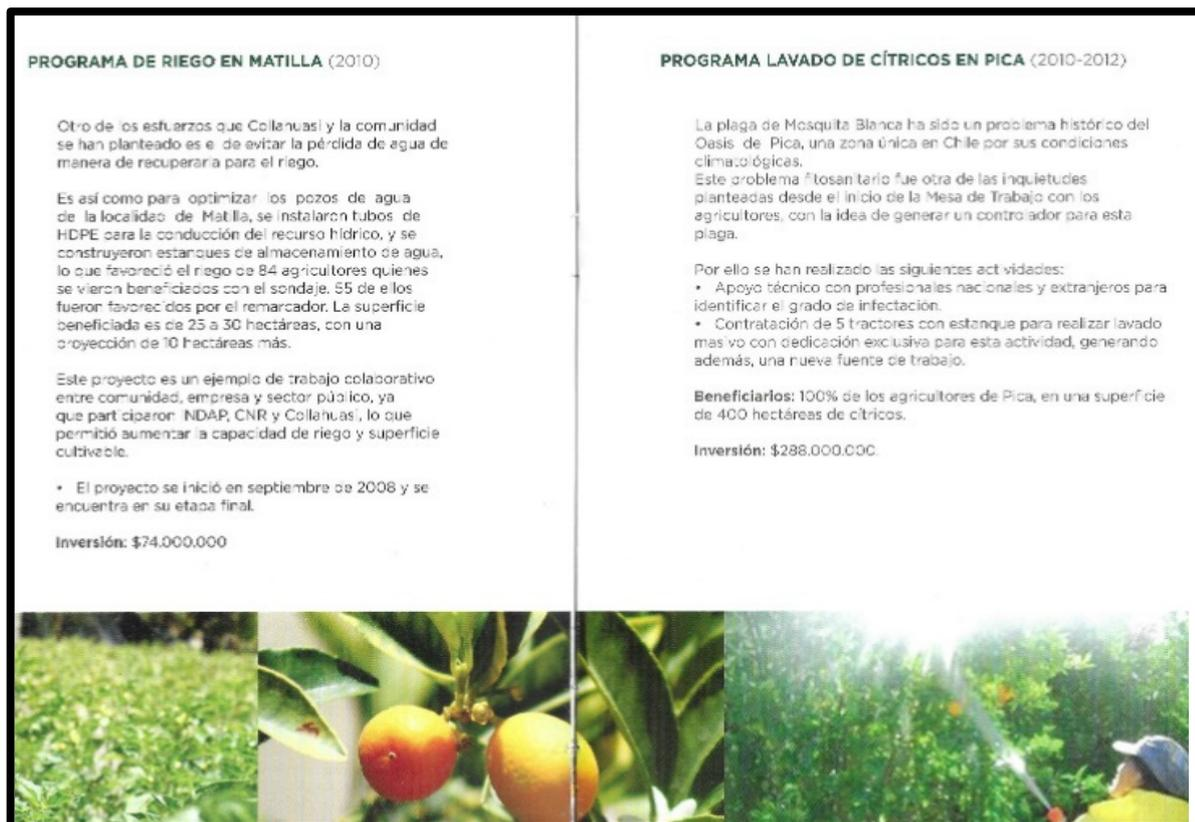 PROGRAMA DE RIEGO EN MATILLA (2010)
Otro de los esfuerzos que Collahuasi y la comunidad
se han planteado es el de evitar la pérdida de agua de
manera de recuperarla para el riego.
Es así como para optimizar los pozos de agua
de la localidad de Matilla, se instalaron tubos de
HDPE para la conducción del recurso hídrico, y se
construyeron estanques de almacenamiento de agua,
lo que favoreció el riego de 84 agricultores quienes
se vieron beneficiados con el sondaje. 55 de ellos
fueron favorecidos por el remarcador. La superficie
beneficiada es de 25 a 30 hectáreas, con una
proyección de 10 hectáreas más.
Este proyecto es un ejemplo de trabajo colaborativo
entre comunidad, empresa y sector público, ya
que participaron INDAP, CNR y Collahuasi, lo que
permitió aumentar la capacidad de riego y superficie
cultivable.
• El proyecto se inició en septiembre de 2008 y se
encuentra en su etapa final.
Inversión: $74.000.000
PROGRAMA LAVADO DE CÍTRICOS EN PICA (2010-2012)
La plaga de Mosquita Blanca ha sido un problema histórico del
Oasis de Pica, una zona única en Chile por sus condiciones
climatológicas.
Este problema fitosanitario fue otra de las inquietudes
planteadas desde el inicio de la Mesa de Trabajo con los
agricultores, con la idea de generar un controlador para esta
plaga.
Por ello se han realizado las siguientes actividades:
• Apoyo técnico con profesionales nacionales y extranjeros para
identificar el grado de infectación.
• Contratación de 5 tractores con estanque para realizar lavado
masivo con dedicación exclusiva para esta actividad, generando
además, una nueva fuente de trabajo.
Beneficiarios: 100% de los agricultores de Pica, en una superficie
de 400 hectáreas de cítricos.
Inversión: $288.000.000.